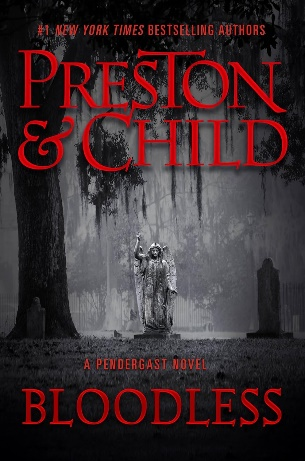 #1 NEW YORK TIMES BESTSELLING AUTHORS
PRESTON
& CHILD
A PENDERGAST NOVEL
BLOODLESS